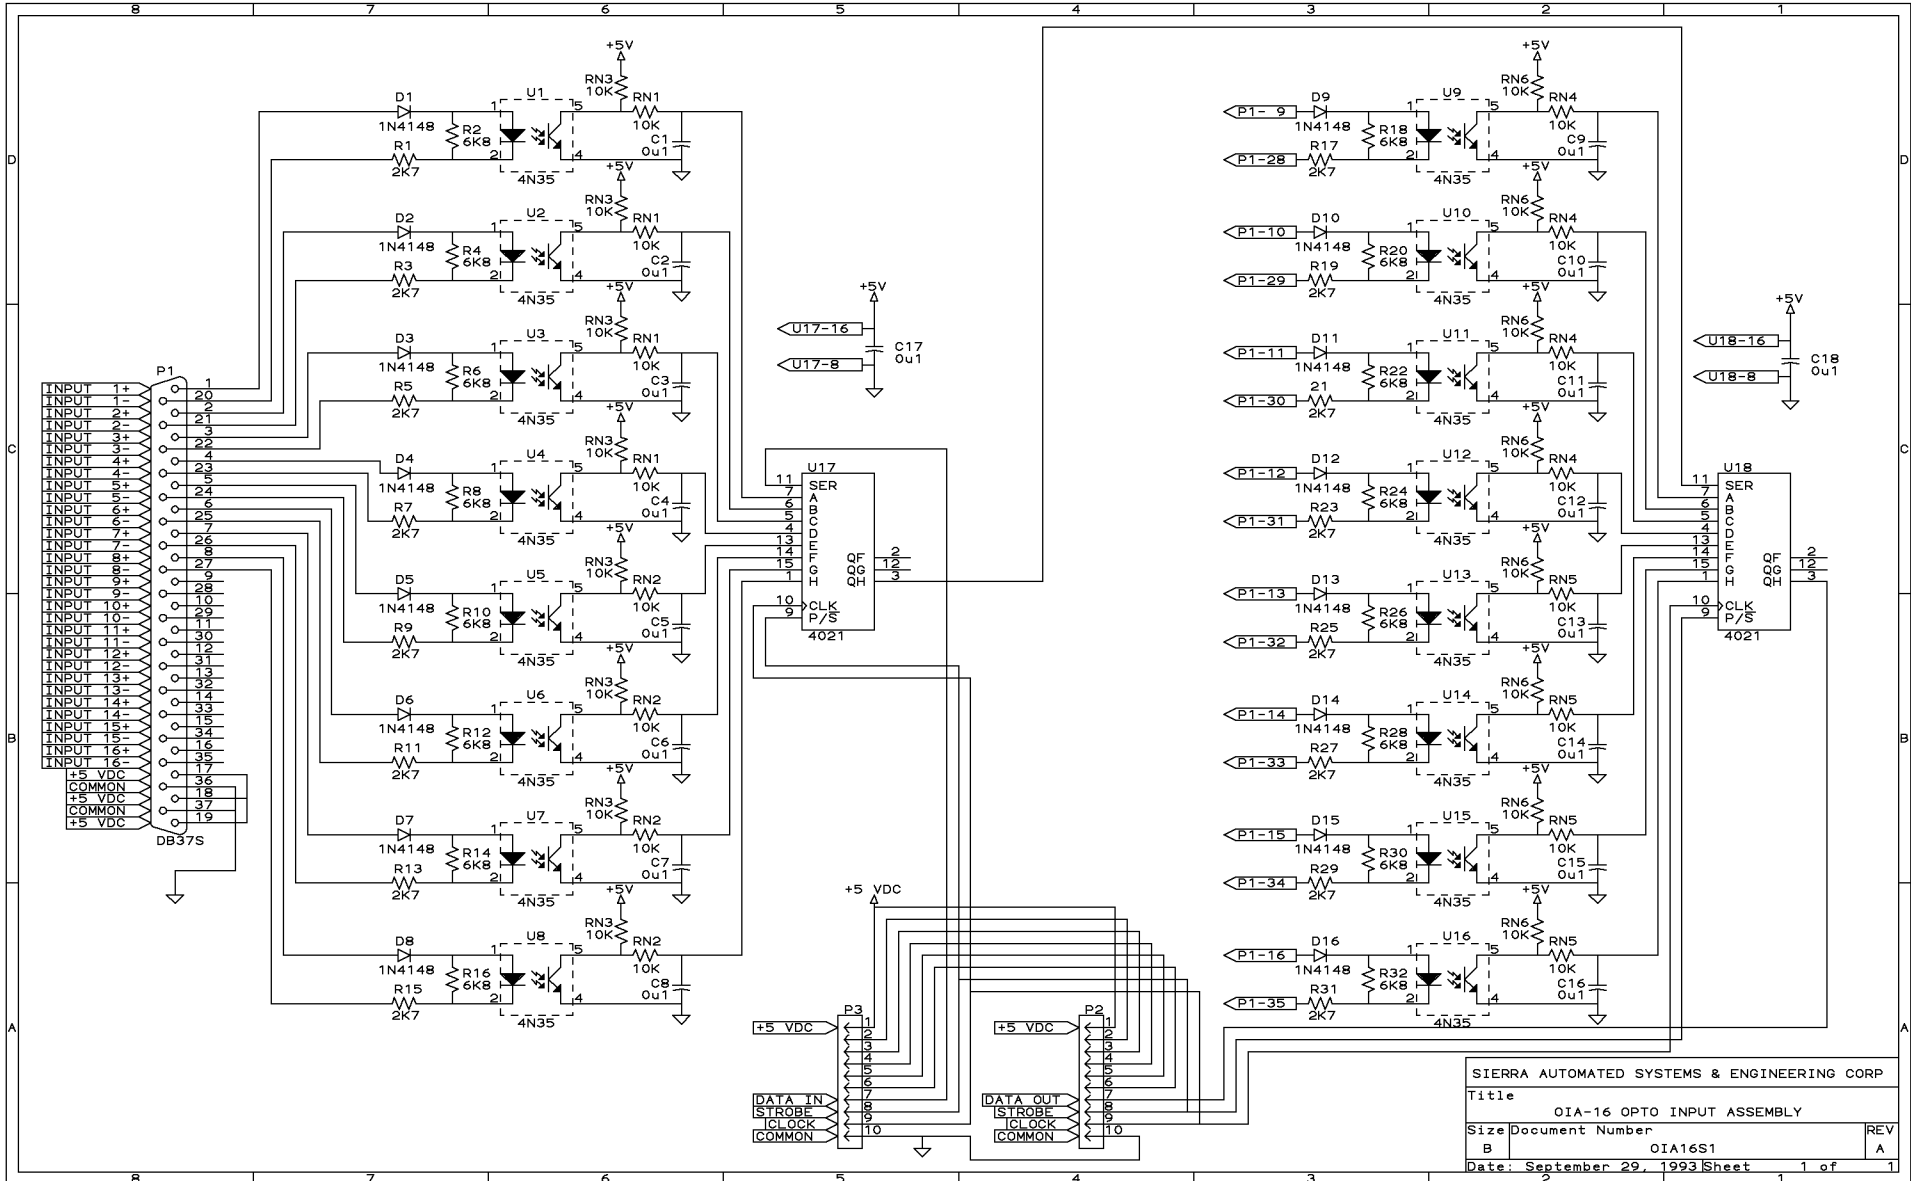 8 7 6 5 4 3 2 1
D
C
B
A
P1
INPUT 1+ 1
INPUT 1- 20
INPUT 2+ 2
INPUT 2- 21
INPUT 3+ 3
INPUT 3- 22
INPUT 4+ 4
INPUT 4- 23
INPUT 5+ 5
INPUT 5- 24
INPUT 6+ 6
INPUT 6- 25
INPUT 7+ 7
INPUT 7- 26
INPUT 8+ 8
INPUT 8- 27
INPUT 9+ 9
INPUT 9- 28
INPUT 10+ 10
INPUT 10- 29
INPUT 11+ 11
INPUT 11- 30
INPUT 12+ 12
INPUT 12- 31
INPUT 13+ 13
INPUT 13- 32
INPUT 14+ 14
INPUT 14- 33
INPUT 15+ 15
INPUT 15- 34
INPUT 16+ 16
INPUT 16- 35
+5 VDC 17
COMMON 36
+5 VDC 18
COMMON 37
+5 VDC 19
DB37S
+5V
RN3 10K
D1 1N4148 R2 6K8 R1 2K7 U1 1 2 5 4 4N35 RN1 10K C1 0u1
+5V
RN3 10K
D2 1N4148 R4 6K8 R3 2K7 U2 1 2 5 4 4N35 RN1 10K C2 0u1
+5V
RN3 10K
D3 1N4148 R6 6K8 R5 2K7 U3 1 2 5 4 4N35 RN1 10K C3 0u1
+5V
RN3 10K
D4 1N4148 R8 6K8 R7 2K7 U4 1 2 5 4 4N35 RN1 10K C4 0u1
+5V
RN3 10K
D5 1N4148 R10 6K8 R9 2K7 U5 1 2 5 4 4N35 RN2 10K C5 0u1
+5V
RN3 10K
D6 1N4148 R12 6K8 R11 2K7 U6 1 2 5 4 4N35 RN2 10K C6 0u1
+5V
RN3 10K
D7 1N4148 R14 6K8 R13 2K7 U7 1 2 5 4 4N35 RN2 10K C7 0u1
+5V
RN3 10K
D8 1N4148 R16 6K8 R15 2K7 U8 1 2 5 4 4N35 RN2 10K C8 0u1
+5V
U17-16
U17-8
C17
0u1
U17
11 SER
7 A
6 B
5 C
4 D
13 E
14 F QF 2
15 G QG 12
1 H QH 3
10 CLK
9 P/S
4021
+5 VDC
P3
+5 VDC 1
2
3
4
5
6
DATA IN 7
STROBE 8
CLOCK 9
COMMON 10
P2
+5 VDC 1
2
3
4
5
6
DATA OUT 7
STROBE 8
CLOCK 9
COMMON 10
+5V
RN6 10K
P1- 9 P1-28 D9 1N4148 R18 6K8 R17 2K7 U9 1 2 5 4 4N35 RN4 10K C9 0u1
+5V
RN6 10K
P1-10 P1-29 D10 1N4148 R20 6K8 R19 2K7 U10 1 2 5 4 4N35 RN4 10K C10 0u1
+5V
RN6 10K
P1-11 P1-30 D11 1N4148 R22 6K8 21 2K7 U11 1 2 5 4 4N35 RN4 10K C11 0u1
+5V
RN6 10K
P1-12 P1-31 D12 1N4148 R24 6K8 R23 2K7 U12 1 2 5 4 4N35 RN4 10K C12 0u1
+5V
RN6 10K
P1-13 P1-32 D13 1N4148 R26 6K8 R25 2K7 U13 1 2 5 4 4N35 RN5 10K C13 0u1
+5V
RN6 10K
P1-14 P1-33 D14 1N4148 R28 6K8 R27 2K7 U14 1 2 5 4 4N35 RN5 10K C14 0u1
+5V
RN6 10K
P1-15 P1-34 D15 1N4148 R30 6K8 R29 2K7 U15 1 2 5 4 4N35 RN5 10K C15 0u1
+5V
RN6 10K
P1-16 P1-35 D16 1N4148 R32 6K8 R31 2K7 U16 1 2 5 4 4N35 RN5 10K C16 0u1
+5V
U18-16
U18-8
C18
0u1
U18
11 SER
7 A
6 B
5 C
4 D
13 E
14 F QF 2
15 G QG 12
1 H QH 3
10 CLK
9 P/S
4021
D
C
B
A
SIERRA AUTOMATED SYSTEMS & ENGINEERING CORP
Title
OIA-16 OPTO INPUT ASSEMBLY
Size Document Number REV
B OIA16S1 A
Date: September 29, 1993 Sheet 1 of 1
8 7 6 5 4 3 2 1